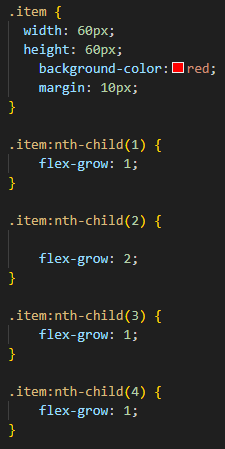 .item {
  width: 60px;
  height: 60px;
    background-color: red;
    margin: 10px;
}

.item:nth-child(1) {
    flex-grow: 1;
}

.item:nth-child(2) {

    flex-grow: 2;
}

.item:nth-child(3) {
    flex-grow: 1;
}

.item:nth-child(4) {
    flex-grow: 1;
}